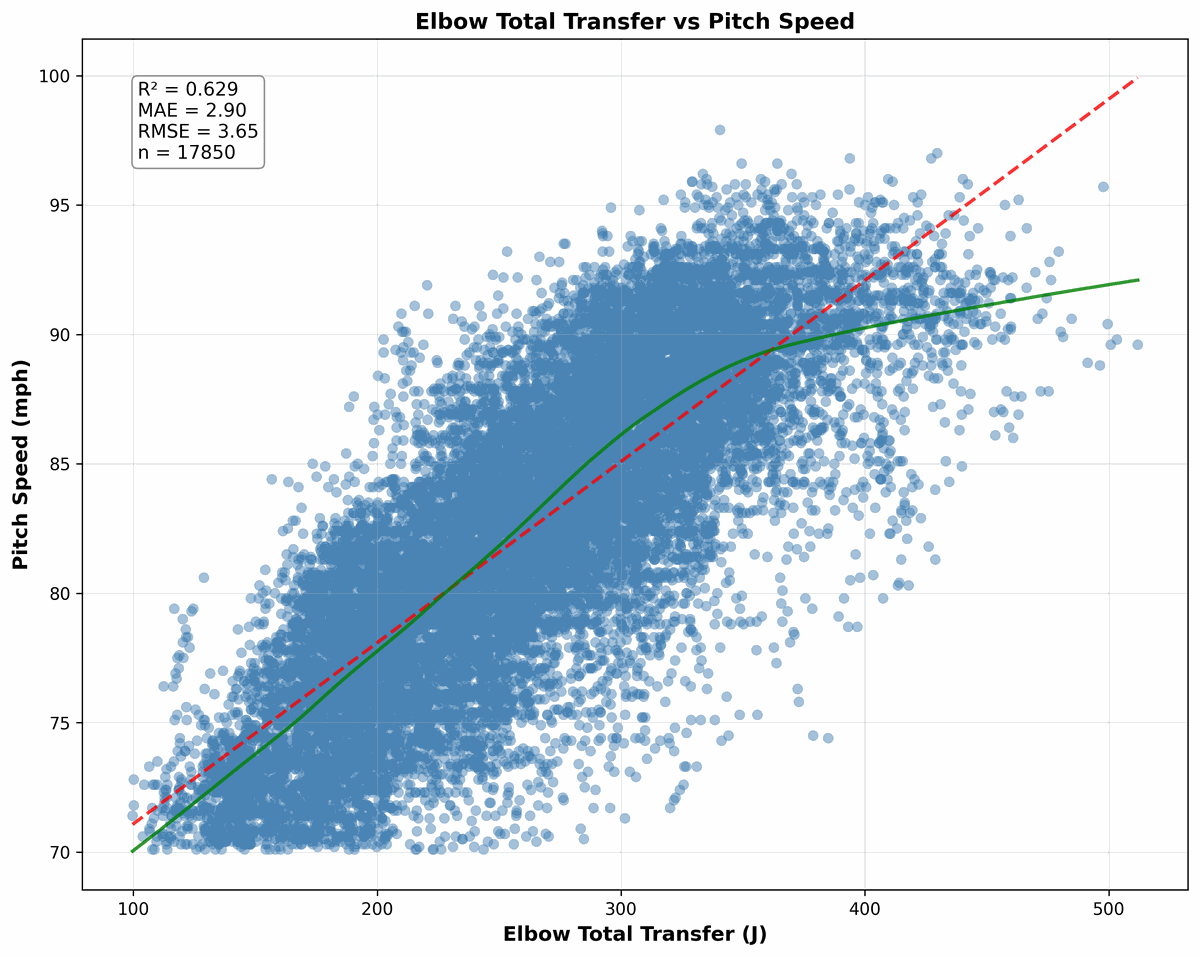 Elbow Total Transfer vs Pitch Speed
R² = 0.629
MAE = 2.90
RMSE = 3.65
n = 17850
Pitch Speed (mph)
100
95
90
85
80
75
70
100 200 300 400 500
Elbow Total Transfer (J)